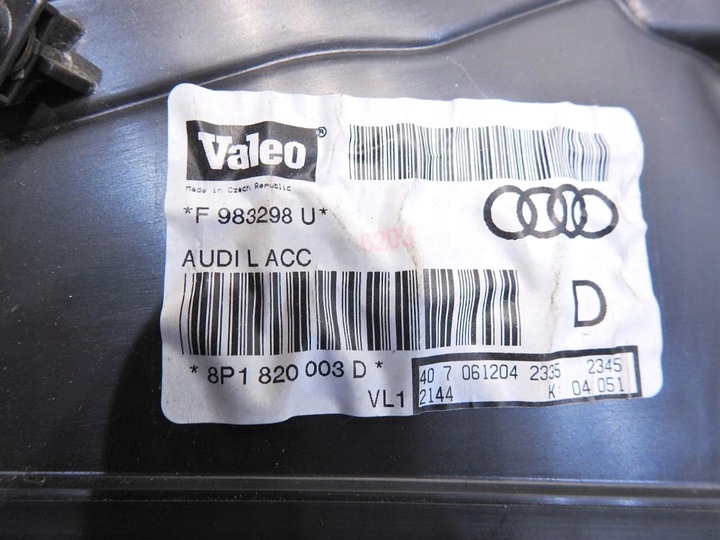 Valeo®
Made in Czech Republic
*F 983298 U*
AUDI L ACC
D
* 8P1 820 003 D *
VL1
40 7 061204 2335 2345
2144 K: 04 051